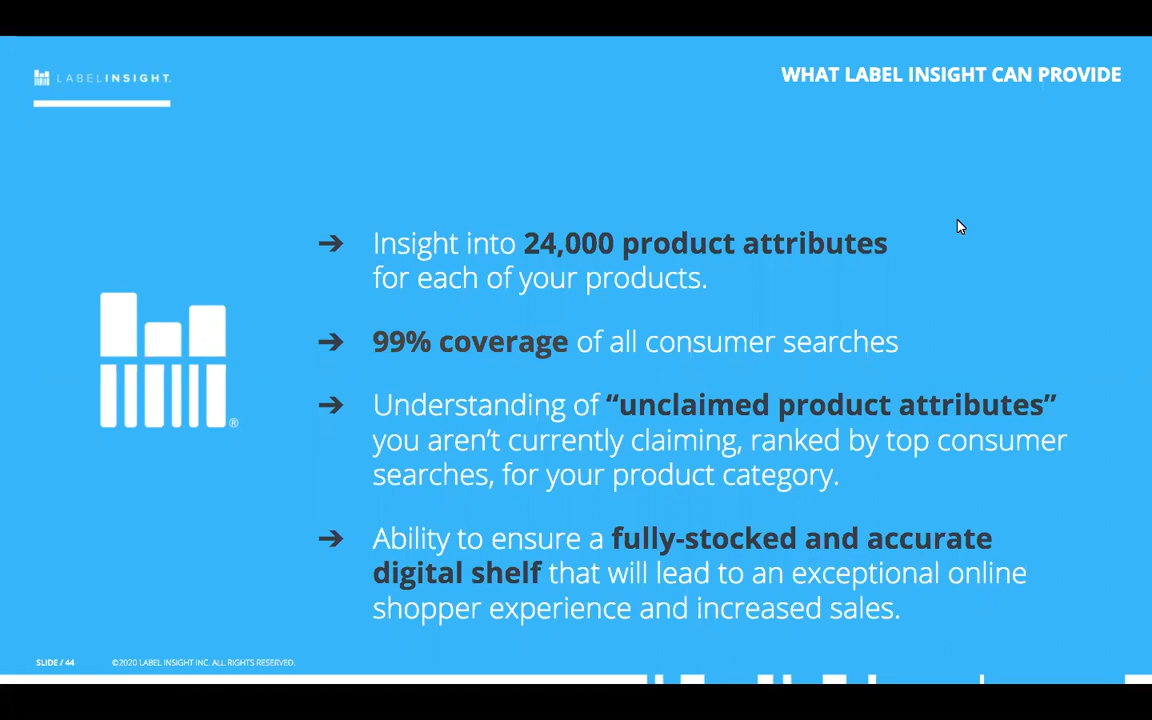 LABELINSIGHT.
WHAT LABEL INSIGHT CAN PROVIDE
➔ Insight into 24,000 product attributes
for each of your products.
➔ 99% coverage of all consumer searches
➔ Understanding of “unclaimed product attributes”
you aren’t currently claiming, ranked by top consumer
searches, for your product category.
➔ Ability to ensure a fully-stocked and accurate
digital shelf that will lead to an exceptional online
shopper experience and increased sales.
®
SLIDE / 44 ©2020 LABEL INSIGHT INC. ALL RIGHTS RESERVED.